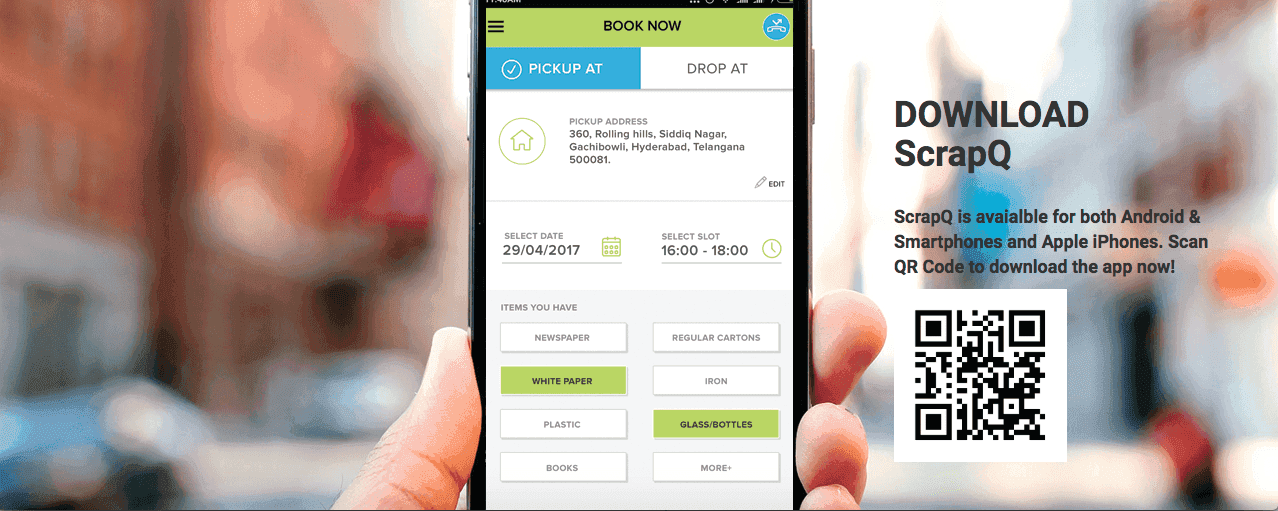 BOOK NOW
PICKUP AT
DROP AT
PICKUP ADDRESS
360, Rolling hills, Siddiq Nagar,
Gachibowli, Hyderabad, Telangana
500081.
EDIT
SELECT DATE
29/04/2017
SELECT SLOT
16:00 - 18:00
ITEMS YOU HAVE
NEWSPAPER
REGULAR CARTONS
WHITE PAPER
IRON
PLASTIC
GLASS/BOTTLES
BOOKS
MORE+
DOWNLOAD
ScrapQ
ScrapQ is avaialble for both Android &
Smartphones and Apple iPhones. Scan
QR Code to download the app now!